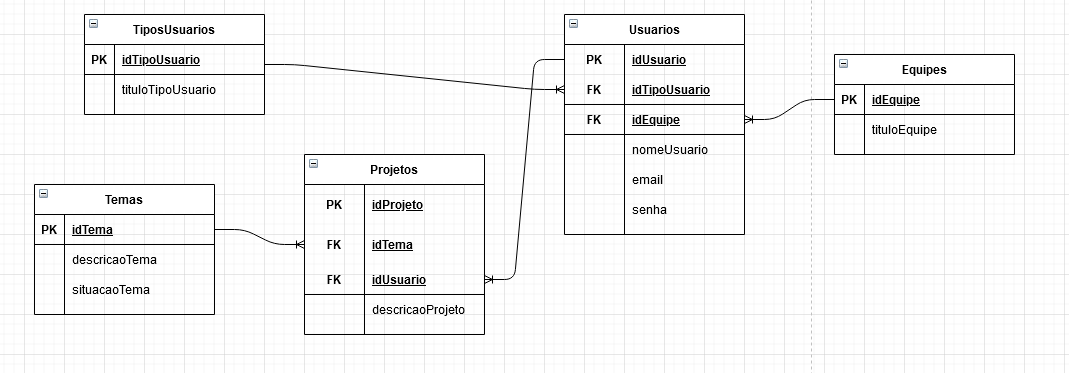 TiposUsuarios
PK idTipoUsuario
tituloTipoUsuario
Usuarios
PK idUsuario
FK idTipoUsuario
FK idEquipe
nomeUsuario
email
senha
Equipes
PK idEquipe
tituloEquipe
Projetos
PK idProjeto
FK idTema
FK idUsuario
descricaoProjeto
Temas
PK idTema
descricaoTema
situacaoTema